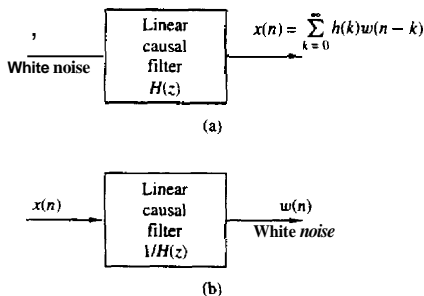 Linear
causal
filter
H(z)
,
White noise
x(n) = ∞ Σ k = 0 h(k)w(n − k)
(a)
x(n)
Linear
causal
filter
1/H(z)
w(n)
White noise
(b)